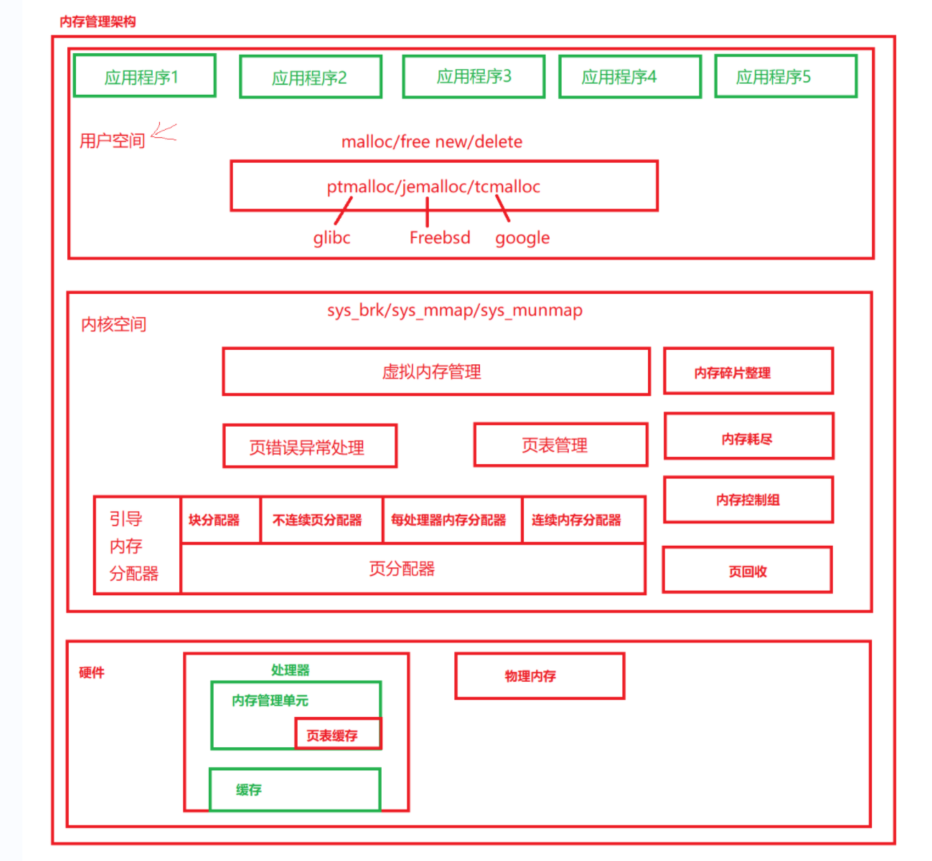 内存管理架构
应用程序1
应用程序2
应用程序3
应用程序4
应用程序5
用户空间
malloc/free new/delete
ptmalloc/jemalloc/tcmalloc
glibc
Freebsd
google
内核空间
sys_brk/sys_mmap/sys_munmap
虚拟内存管理
内存碎片整理
页错误异常处理
页表管理
内存耗尽
内存控制组
引导
内存
分配器
块分配器
不连续页分配器
每处理器内存分配器
连续内存分配器
页分配器
页回收
硬件
处理器
内存管理单元
页表缓存
缓存
物理内存